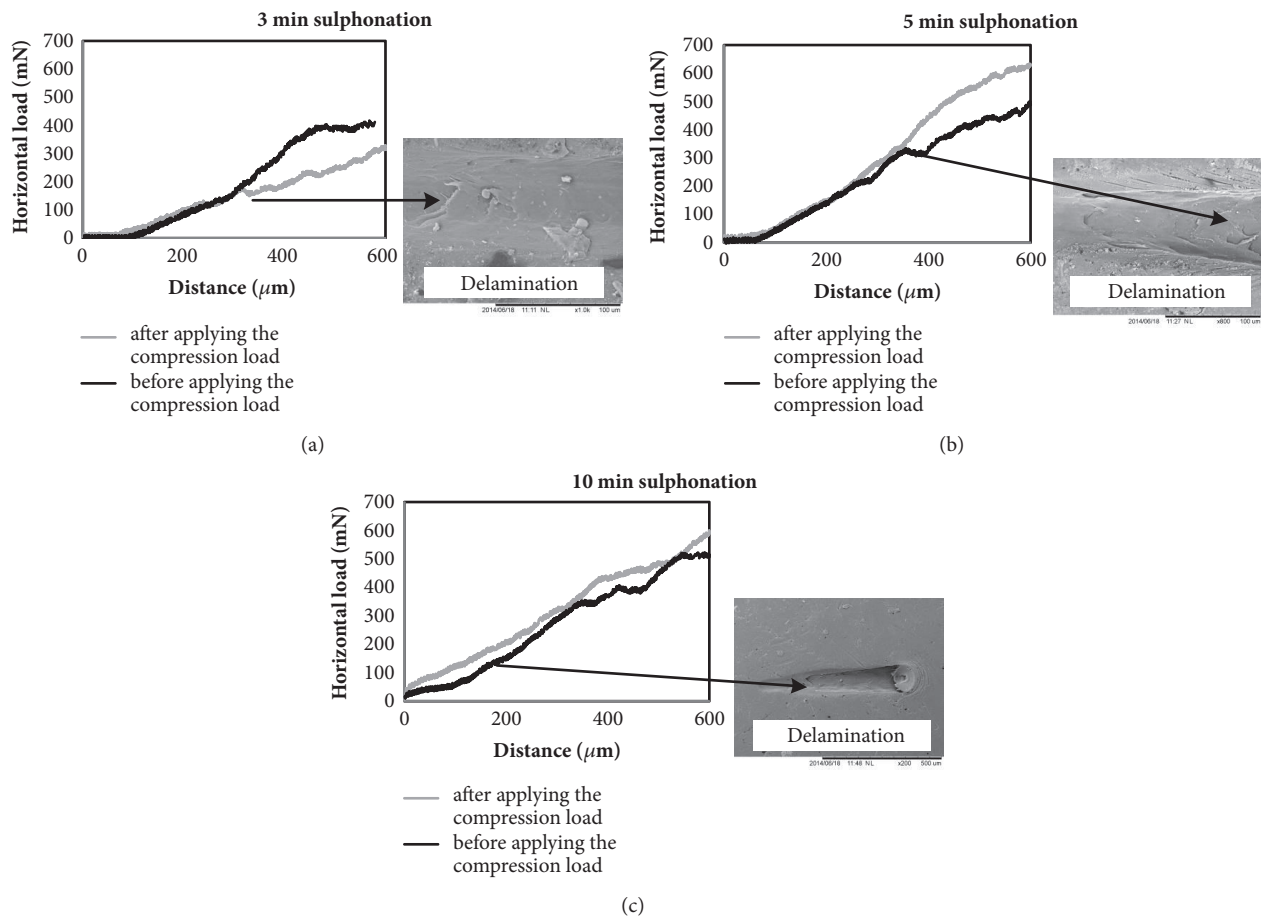 3 min sulphonation
Horizontal load (mN)
700
600
500
400
300
200
100
0
0
200
400
600
Distance (μm)
Delamination
2014/06/18 11:11 NL x1.0k 100 um
after applying the
compression load
before applying the
compression load
(a)
5 min sulphonation
Horizontal load (mN)
700
600
500
400
300
200
100
0
0
200
400
600
Distance (μm)
Delamination
2014/06/18 11:27 NL x800 100 um
after applying the
compression load
before applying the
compression load
(b)
10 min sulphonation
Horizontal load (mN)
700
600
500
400
300
200
100
0
0
200
400
600
Distance (μm)
Delamination
2014/06/18 11:48 NL x200 500 um
after applying the
compression load
before applying the
compression load
(c)